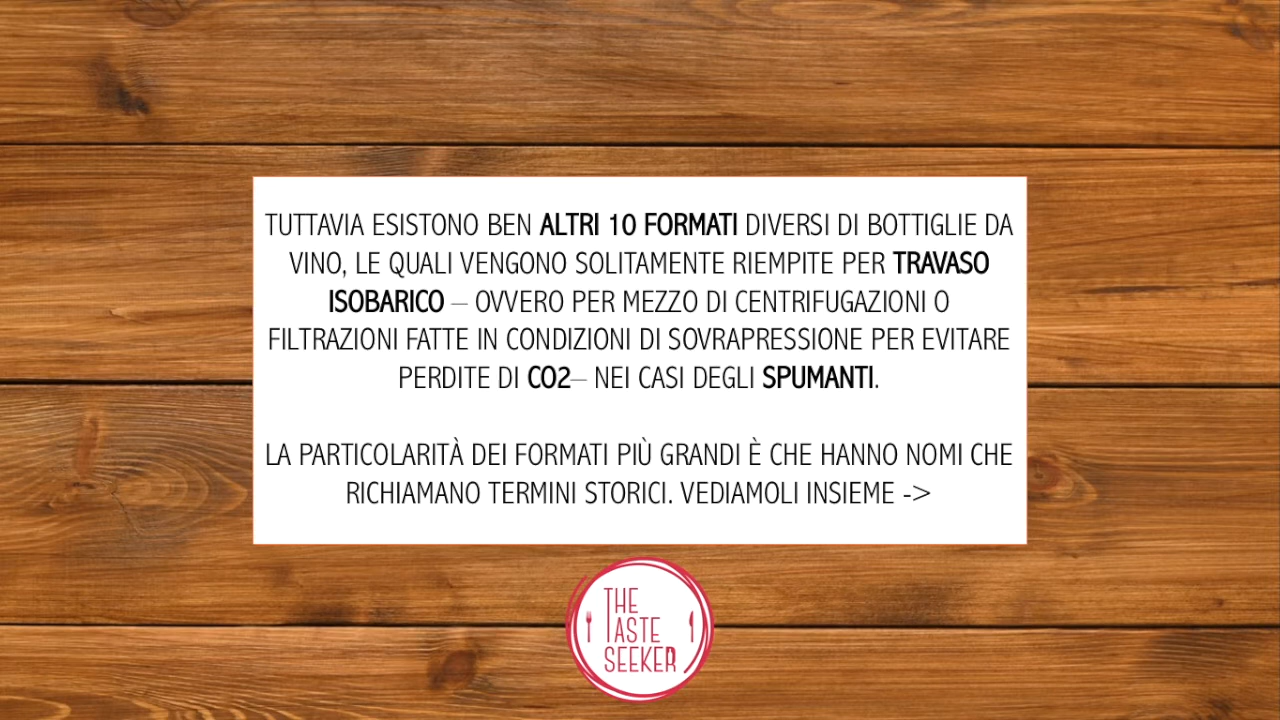 TUTTAVIA ESISTONO BEN ALTRI 10 FORMATI DIVERSI DI BOTTIGLIE DA
VINO, LE QUALI VENGONO SOLITAMENTE RIEMPITE PER TRAVASO
ISOBARICO – OVVERO PER MEZZO DI CENTRIFUGAZIONI O
FILTRAZIONI FATTE IN CONDIZIONI DI SOVRAPRESSIONE PER EVITARE
PERDITE DI CO2– NEI CASI DEGLI SPUMANTI.
LA PARTICOLARITÀ DEI FORMATI PIÙ GRANDI È CHE HANNO NOMI CHE
RICHIAMANO TERMINI STORICI. VEDIAMOLI INSIEME ->
THE
TASTE
SEEKER